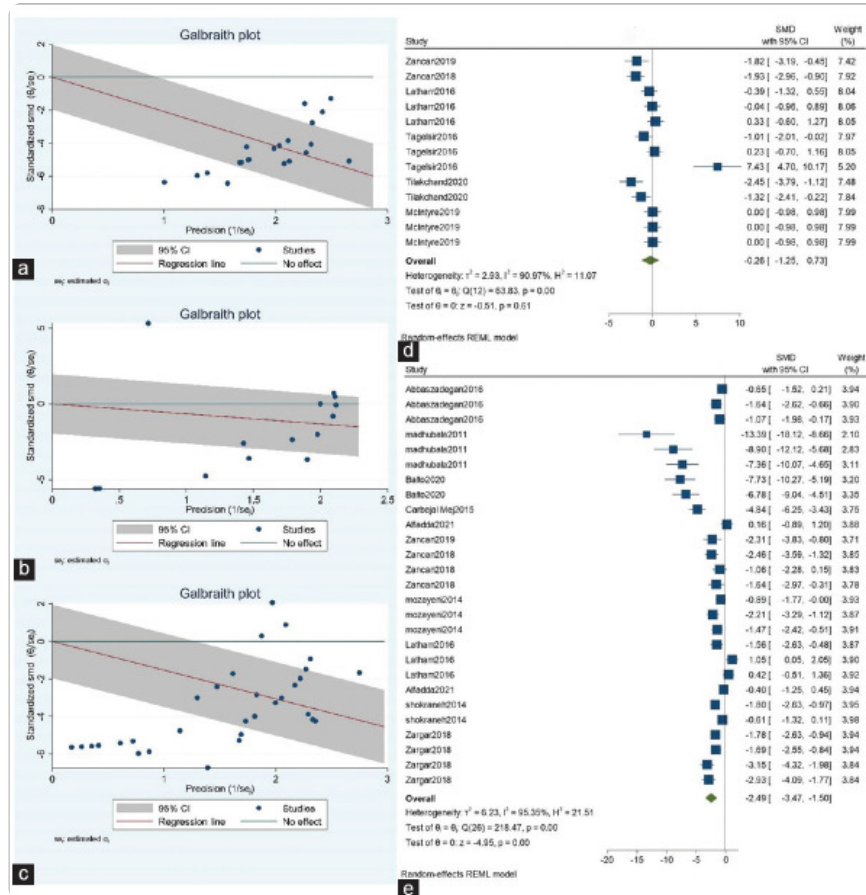 Galbraith plot
Standardized smd (θj/sej)
0
-2
-4
-6
-8
0
1
2
3
Precision (1/sej)
95% CI
Studies
Regression line
No effect
sej: estimated σj
a
Galbraith plot
Standardized smd (θj/sej)
5
0
-5
0
.5
1
1.5
2
2.5
Precision (1/sej)
95% CI
Studies
Regression line
No effect
sej: estimated σj
b
Galbraith plot
Standardized smd (θj/sej)
2
0
-2
-4
-6
0
1
2
3
Precision (1/sej)
95% CI
Studies
Regression line
No effect
sej: estimated σj
c
SMD Weight
Study with 95% CI (%)
Zancan2019 -1.82 [ -3.19, -0.45] 7.42
Zancan2018 -1.93 [ -2.96, -0.90] 7.92
Latham2016 -0.39 [ -1.32, 0.55] 8.04
Latham2016 -0.04 [ -0.96, 0.89] 8.06
Latham2016 0.33 [ -0.60, 1.27] 8.05
Tagelsir2016 -1.01 [ -2.01, -0.02] 7.97
Tagelsir2016 0.23 [ -0.70, 1.16] 8.05
Tagelsir2016 7.43 [ 4.70, 10.17] 5.20
Tilakchand2020 -2.45 [ -3.79, -1.12] 7.48
Tilakchand2020 -1.32 [ -2.41, -0.22] 7.84
McIntyre2019 0.00 [ -0.98, 0.98] 7.99
McIntyre2019 0.00 [ -0.98, 0.98] 7.99
McIntyre2019 0.00 [ -0.98, 0.98] 7.99
Overall -0.26 [ -1.25, 0.73]
Heterogeneity: τ² = 2.93, I² = 90.97%, H² = 11.07
Test of θi = θj: Q(12) = 63.83, p = 0.00
Test of θ = 0: z = -0.51, p = 0.61
-5 0 5 10
Random-effects REML model
d
SMD Weight
Study with 95% CI (%)
Abbaszadegan2016 -0.65 [ -1.52, 0.21] 3.94
Abbaszadegan2016 -1.64 [ -2.62, -0.66] 3.90
Abbaszadegan2016 -1.07 [ -1.98, -0.17] 3.93
madhubala2011 -13.39 [ -18.12, -8.66] 2.10
madhubala2011 -8.90 [ -12.12, -5.68] 2.83
madhubala2011 -7.36 [ -10.07, -4.65] 3.11
Balto2020 -7.73 [ -10.27, -5.19] 3.20
Balto2020 -6.78 [ -9.04, -4.51] 3.35
Carbajal Mej2015 -4.84 [ -6.25, -3.43] 3.75
Alfadda2021 0.16 [ -0.89, 1.20] 3.88
Zancan2019 -2.31 [ -3.83, -0.80] 3.71
Zancan2018 -2.46 [ -3.59, -1.32] 3.85
Zancan2018 -1.06 [ -2.28, 0.15] 3.83
Zancan2018 -1.64 [ -2.97, -0.31] 3.78
mozayeni2014 -0.89 [ -1.77, -0.00] 3.93
mozayeni2014 -2.21 [ -3.29, -1.12] 3.87
mozayeni2014 -1.47 [ -2.42, -0.51] 3.91
Latham2016 -1.56 [ -2.63, -0.48] 3.87
Latham2016 1.05 [ 0.05, 2.05] 3.90
Latham2016 0.42 [ -0.51, 1.36] 3.92
Alfadda2021 -0.40 [ -1.25, 0.45] 3.94
shokraneh2014 -1.80 [ -2.63, -0.97] 3.95
shokraneh2014 -0.61 [ -1.32, 0.11] 3.98
Zargar2018 -1.78 [ -2.63, -0.94] 3.94
Zargar2018 -1.69 [ -2.55, -0.84] 3.94
Zargar2018 -3.15 [ -4.32, -1.98] 3.84
Zargar2018 -2.93 [ -4.09, -1.77] 3.84
Overall -2.49 [ -3.47, -1.50]
Heterogeneity: τ² = 6.23, I² = 95.35%, H² = 21.51
Test of θi = θj: Q(26) = 218.47, p = 0.00
Test of θ = 0: z = -4.95, p = 0.00
-20 -15 -10 -5 0
Random-effects REML model
e